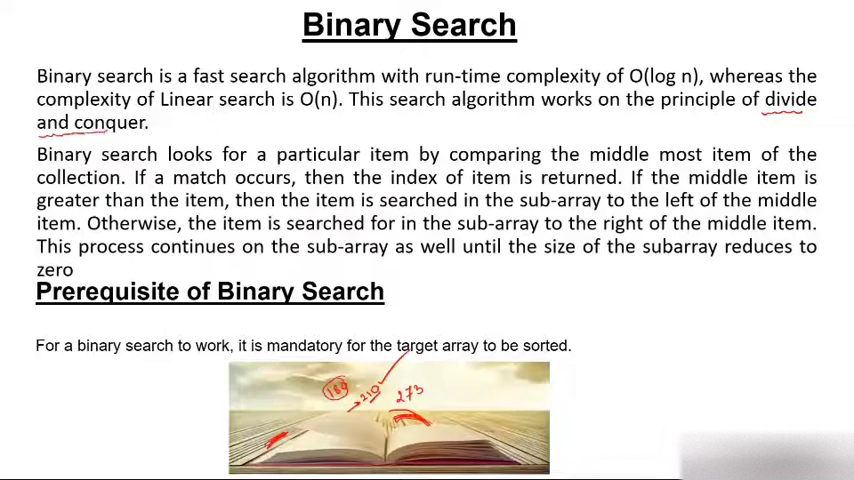 Binary Search
Binary search is a fast search algorithm with run-time complexity of O(log n), whereas the
complexity of Linear search is O(n). This search algorithm works on the principle of divide
and conquer.
Binary search looks for a particular item by comparing the middle most item of the
collection. If a match occurs, then the index of item is returned. If the middle item is
greater than the item, then the item is searched in the sub-array to the left of the middle
item. Otherwise, the item is searched for in the sub-array to the right of the middle item.
This process continues on the sub-array as well until the size of the subarray reduces to
zero
Prerequisite of Binary Search
For a binary search to work, it is mandatory for the target array to be sorted.
210 273